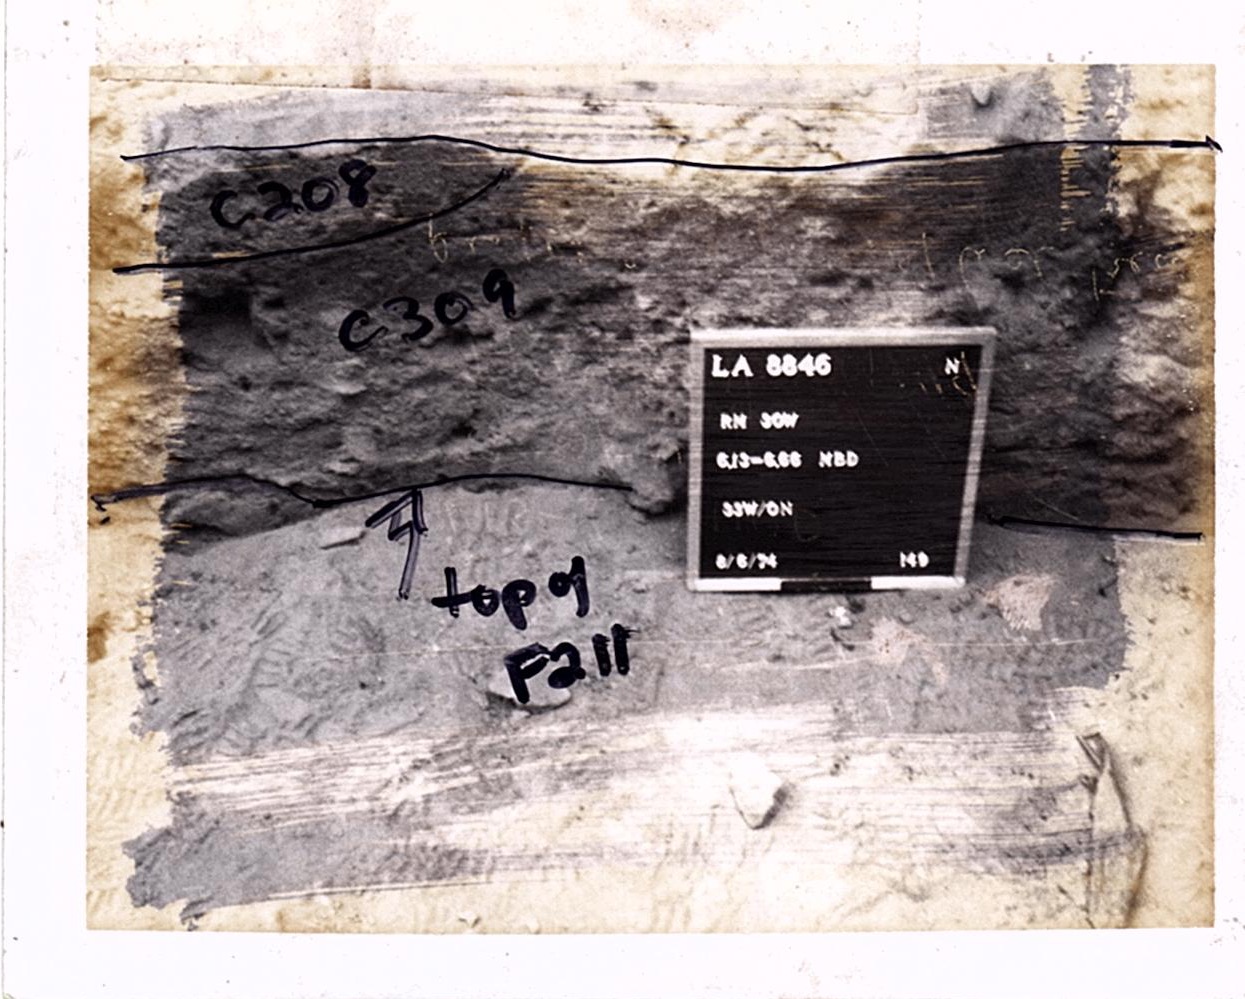 C208
C309
LA 8846 N
RN 30W
6.13-6.66 MBD
33W/0N
8/6/74 149
top of
F211